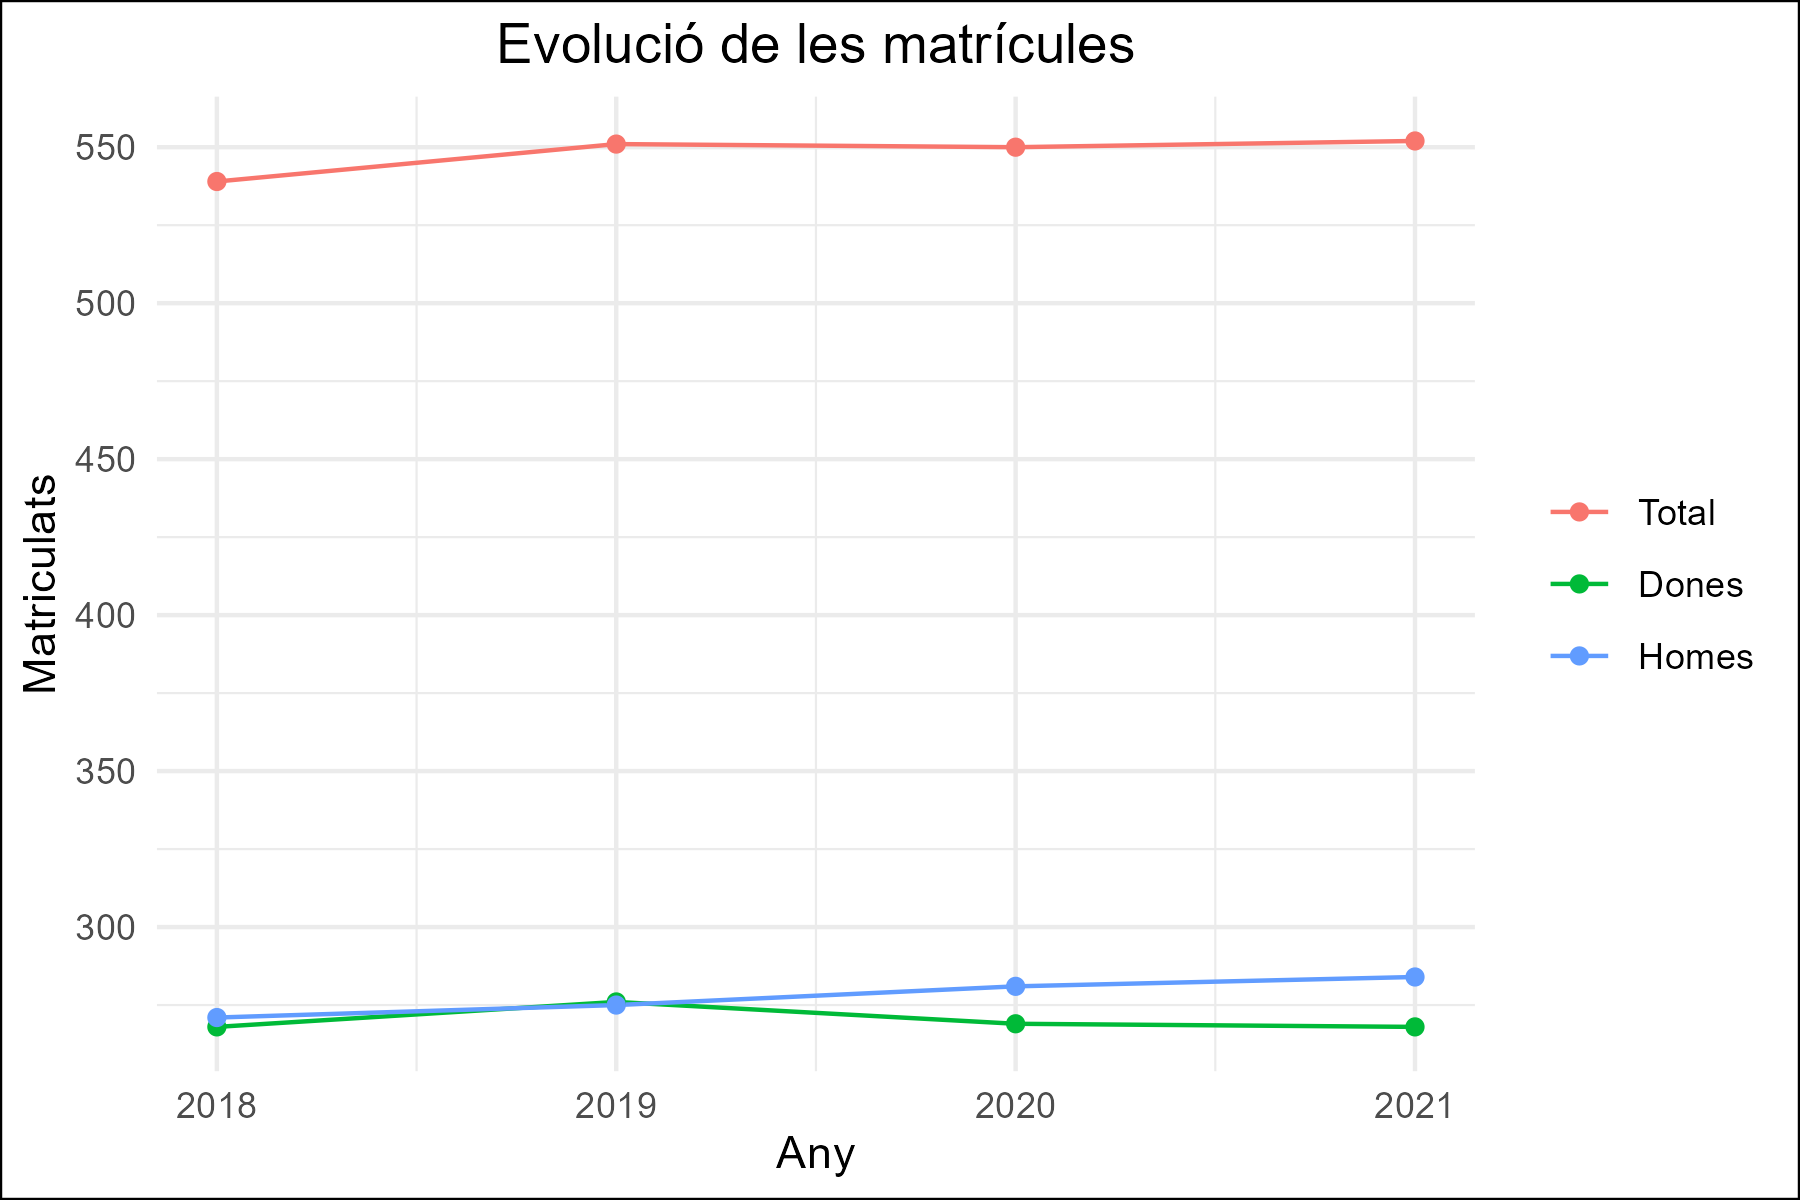 Evolució de les matrícules
Matriculats
550
500
450
400
350
300
2018 2019 2020 2021
Any
Total
Dones
Homes